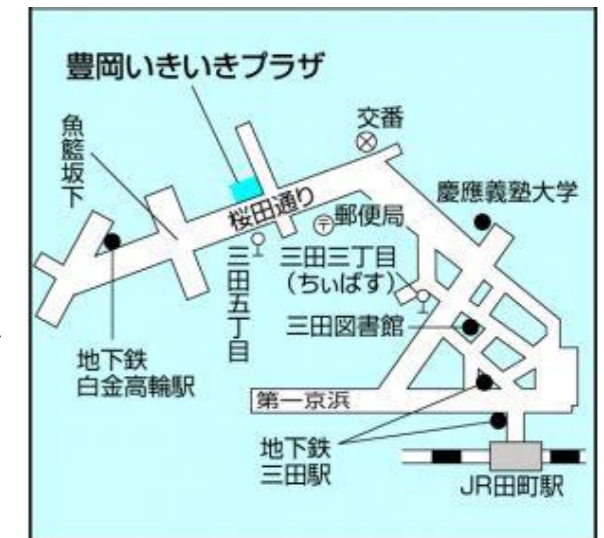 豊岡いきいきプラザ
交番
魚籃坂下
慶應義塾大学
桜田通り
〒郵便局
三田五丁目
三田三丁目
（ちぃばす）
三田図書館
地下鉄
白金高輪駅
第一京浜
地下鉄
三田駅
JR田町駅